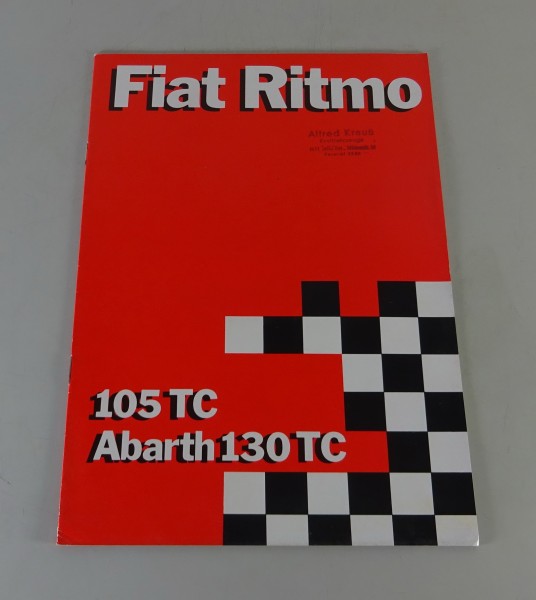 Fiat Ritmo
Alfred Krauß
105 TC
Abarth 130 TC